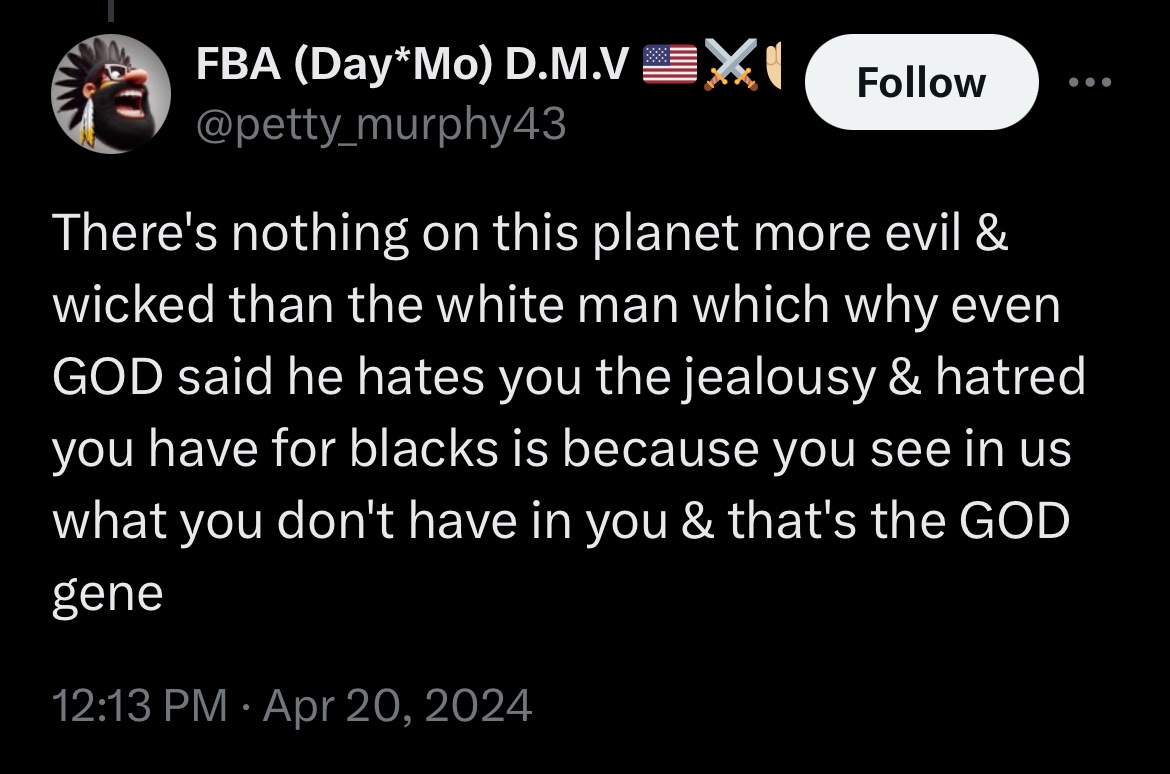 FBA (Day*Mo) D.M.V 🇺🇸⚔️
Follow
@petty_murphy43
There's nothing on this planet more evil &
wicked than the white man which why even
GOD said he hates you the jealousy & hatred
you have for blacks is because you see in us
what you don't have in you & that's the GOD
gene
12:13 PM · Apr 20, 2024